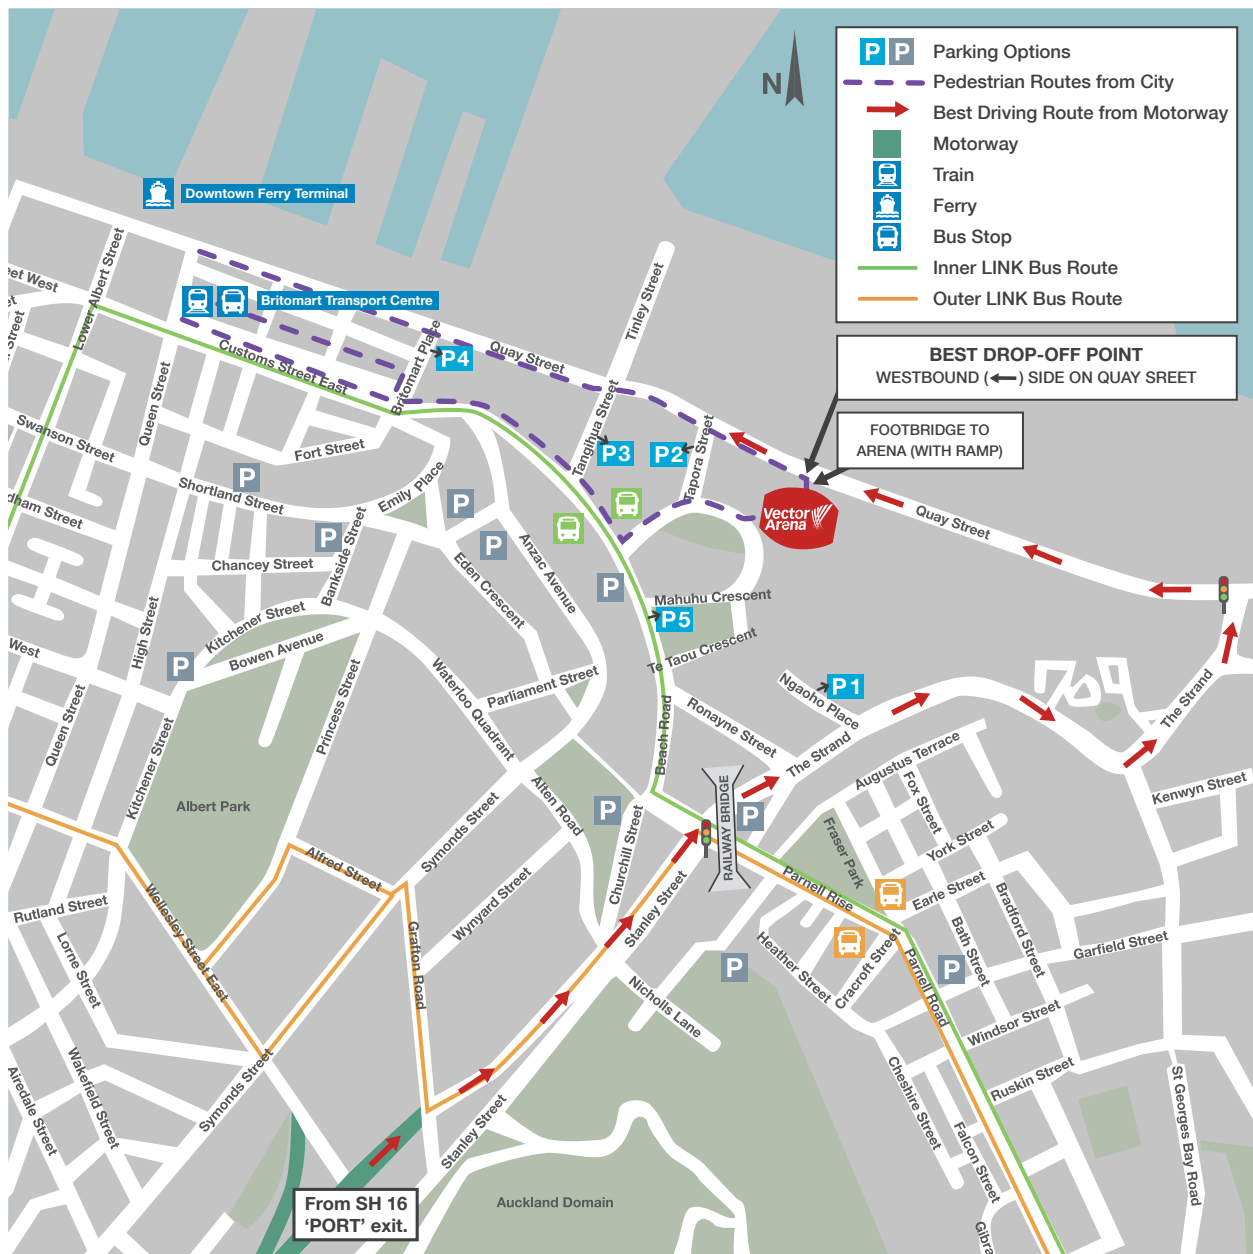 P P Parking Options
Pedestrian Routes from City
Best Driving Route from Motorway
Motorway
Train
Ferry
Bus Stop
Inner LINK Bus Route
Outer LINK Bus Route
N
BEST DROP-OFF POINT
WESTBOUND ( ) SIDE ON QUAY SREET
FOOTBRIDGE TO
ARENA (WITH RAMP)
Downtown Ferry Terminal
Britomart Transport Centre
Lower Albert Street
Customs Street East
Queen Street
Britomart Place
P4
Quay Street
Tinley Street
Tangihua Street
P3
P2
Tapora Street
Vector
Arena
Quay Street
Swanson Street
Fort Street
P
Shortland Street
Emily Place
P
P
P
Chancey Street
Bankside Street
Eden Crescent
Anzac Avenue
P
Mahuhu Crescent
P5
Te Taou Crescent
High Street
Kitchener Street
Bowen Avenue
West
P
Queen Street
Kitchener Street
Princess Street
Waterloo Quadrant
Parliament Street
Beach Road
Ronayne Street
Ngaoho Place
P1
The Strand
The Strand
Augustus Terrace
Kenwyn Street
Albert Park
Symonds Street
Alten Road
P
Churchill Street
RAILWAY BRIDGE
P
Fraser Park
Fox Street
York Street
Parnell Rise
Earle Street
Bradford Street
Bath Street
Alfred Street
Wynyard Street
Stanley Street
Rutland Street
Lorne Street
Wellesley Street East
Grafton Road
Heather Street
Cracroft Street
Parnell Road
P
P
Garfield Street
Nicholls Lane
Windsor Street
Ruskin Street
Cheshire Street
Falcon Street
St Georges Bay Road
Wakefield Street
Airedale Street
Symonds Street
Stanley Street
From SH 16
‘PORT’ exit.
Auckland Domain